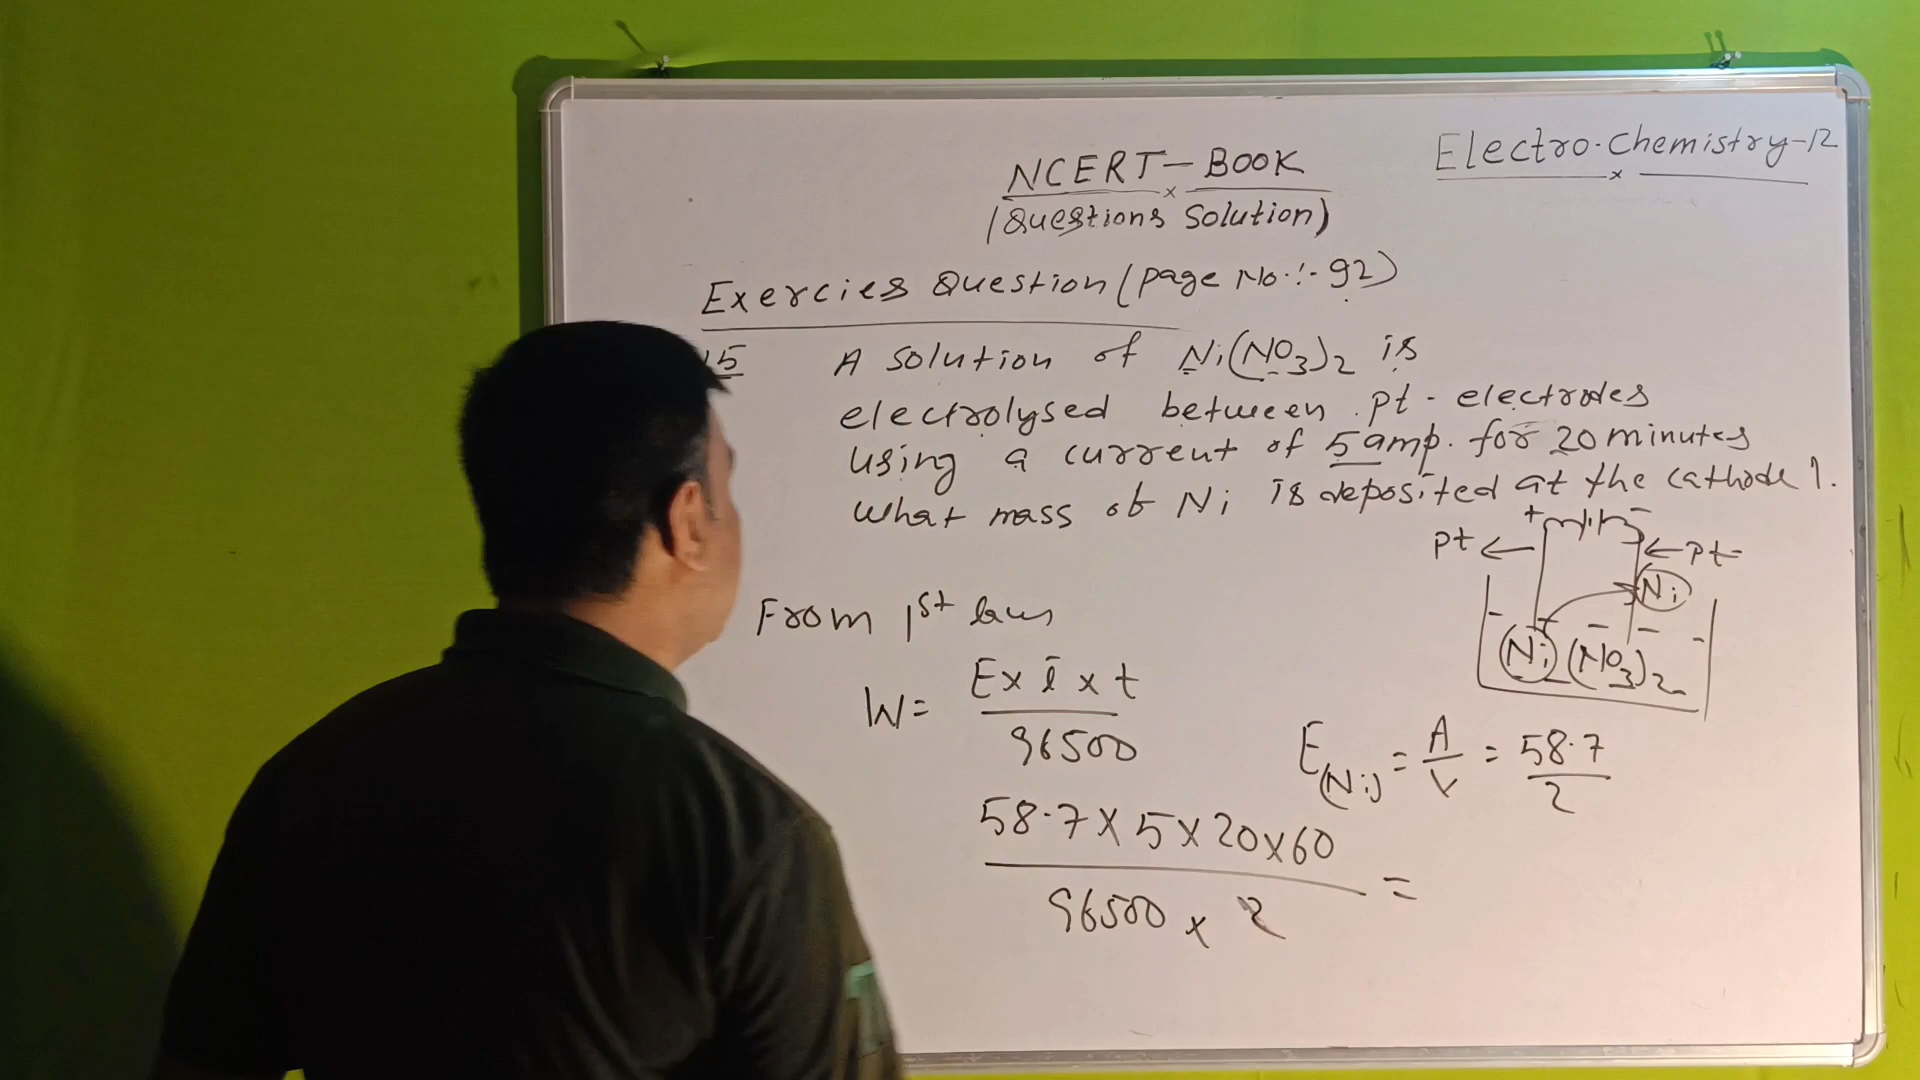 Electro-Chemistry-12
NCERT-BOOK
(Questions Solution)
Exercies Question (page No.:-92)
15 A solution of Ni(NO3)2 is
electrolysed between pt-electrodes
using a current of 5 amp. for 20 minutes
what mass of Ni is deposited at the cathode ?
+ -
pt ← ← pt
Ni
Ni (NO3)2
From 1st law
W = E x i x t
96500
E(Ni) = A/V = 58.7/2
58.7 X 5 X 20 X 60
96500 x 2 =